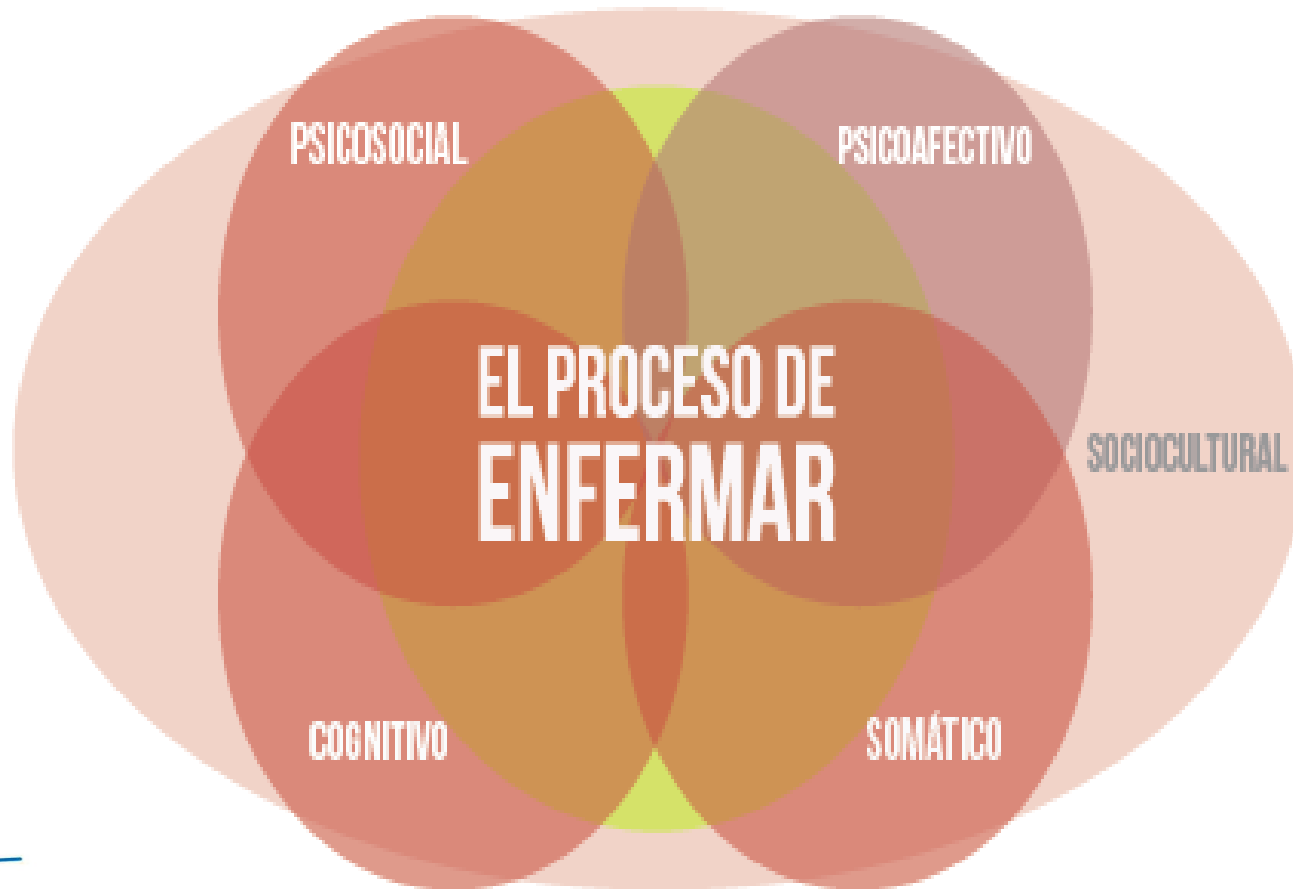 PSICOSOCIAL
PSICOAFECTIVO
EL PROCESO DE
ENFERMAR
SOCIOCULTURAL
COGNITIVO
SOMÁTICO